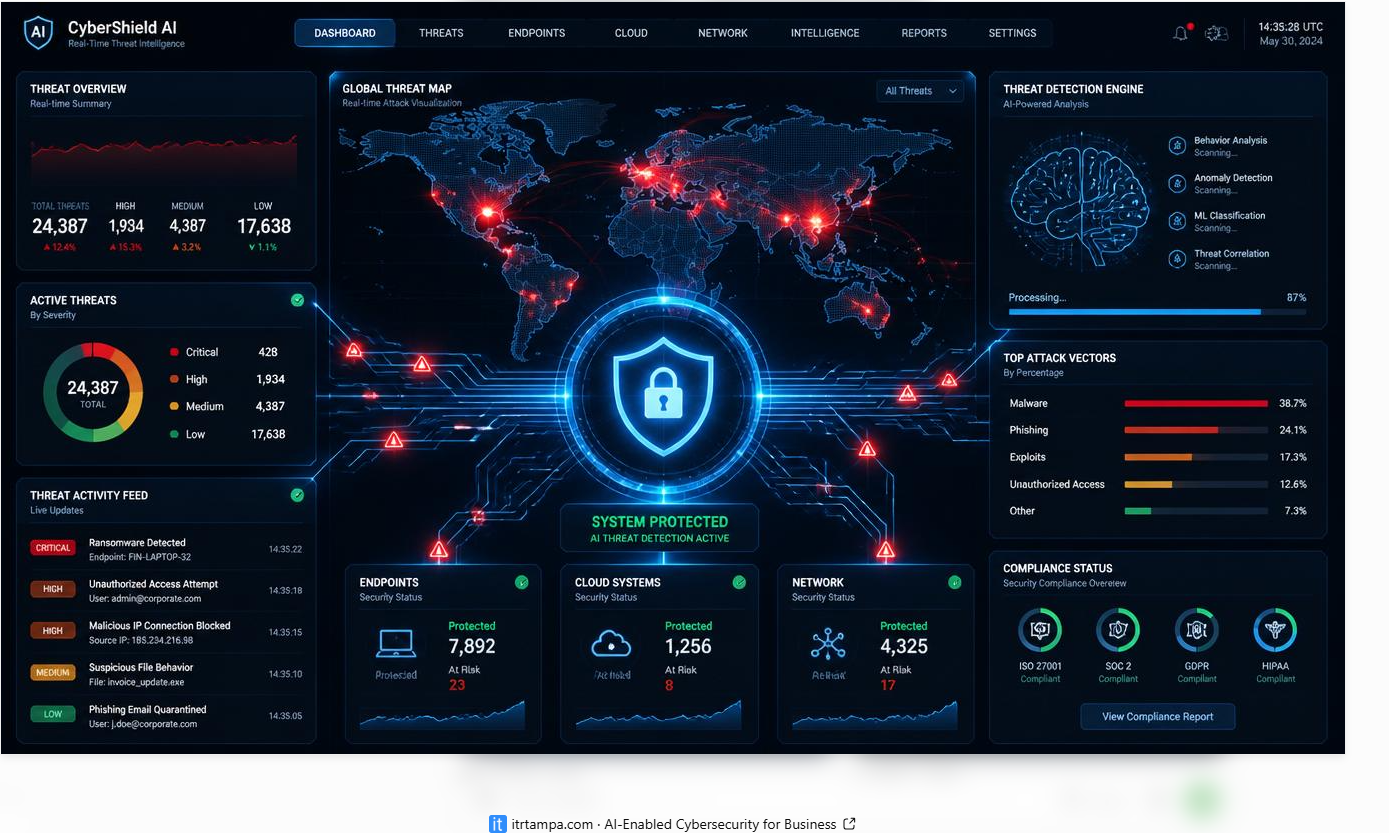 AI
CyberShield AI
Real-Time Threat Intelligence
DASHBOARD
THREATS
ENDPOINTS
CLOUD
NETWORK
INTELLIGENCE
REPORTS
SETTINGS
14:35:28 UTC
May 30, 2024
THREAT OVERVIEW
Real-time Summary
TOTAL THREATS
HIGH
MEDIUM
LOW
24,387
1,934
4,387
17,638
12.4%
15.3%
3.2%
1.1%
ACTIVE THREATS
By Severity
24,387
TOTAL
Critical 428
High 1,934
Medium 4,387
Low 17,638
THREAT ACTIVITY FEED
Live Updates
CRITICAL
Ransomware Detected
Endpoint: FIN-LAPTOP-32
14.35.22
HIGH
Unauthorized Access Attempt
User: admin@corporate.com
14.35:18
HIGH
Malicious IP Connection Blocked
Source IP: 185.234.216.98
14:35:15
MEDIUM
Suspicious File Behavior
File: invoice_update.exe
14.35.10
LOW
Phishing Email Quarantined
User: j.doe@corporate.com
14.35.05
GLOBAL THREAT MAP
Real-time Attack Visualization
All Threats
SYSTEM PROTECTED
AI THREAT DETECTION ACTIVE
ENDPOINTS
Security Status
Protected
7,892
At Risk
23
CLOUD SYSTEMS
Security Status
Protected
1,256
At Risk
8
NETWORK
Security Status
Protected
4,325
At Risk
17
THREAT DETECTION ENGINE
AI-Powered Analysis
Behavior Analysis
Scanning...
Anomaly Detection
Scanning...
ML Classification
Scanning...
Threat Correlation
Scanning...
Processing... 87%
TOP ATTACK VECTORS
By Percentage
Malware 38.7%
Phishing 24.1%
Exploits 17.3%
Unauthorized Access 12.6%
Other 7.3%
COMPLIANCE STATUS
Security Compliance Overview
ISO 27001
Compliant
SOC 2
Compliant
GDPR
Compliant
HIPAA
Compliant
View Compliance Report
it itrtampa.com · AI-Enabled Cybersecurity for Business